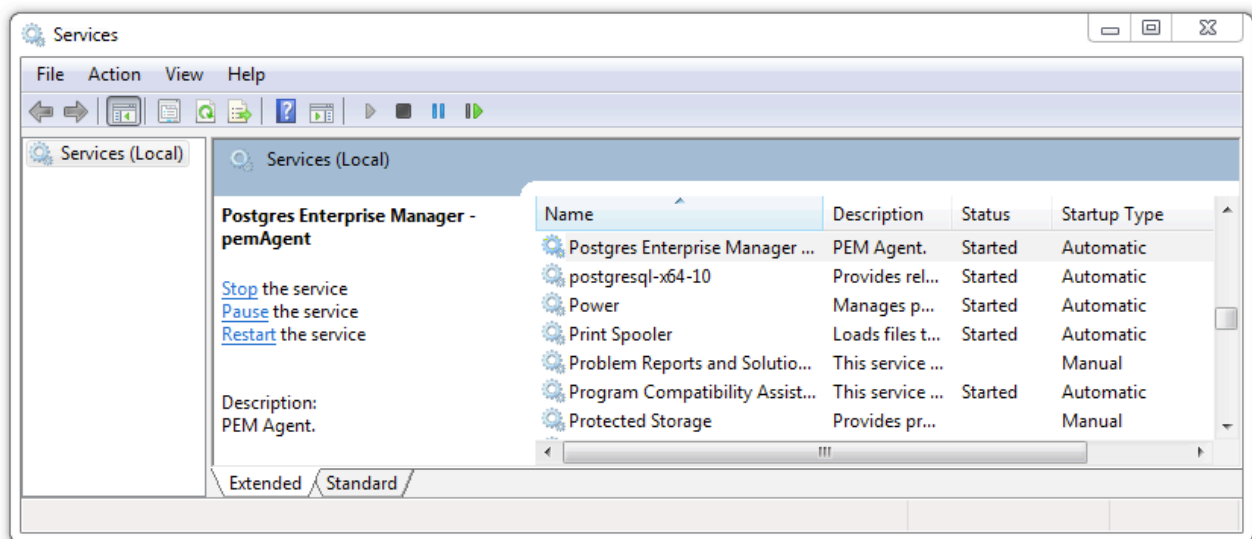 Services
File Action View Help
Services (Local)
Services (Local)
Postgres Enterprise Manager -
pemAgent
Stop the service
Pause the service
Restart the service
Description:
PEM Agent.
Name Description Status Startup Type
Postgres Enterprise Manager ... PEM Agent. Started Automatic
postgresql-x64-10 Provides rel... Started Automatic
Power Manages p... Started Automatic
Print Spooler Loads files t... Started Automatic
Problem Reports and Solutio... This service ... Manual
Program Compatibility Assist... This service ... Started Automatic
Protected Storage Provides pr... Manual
Extended Standard